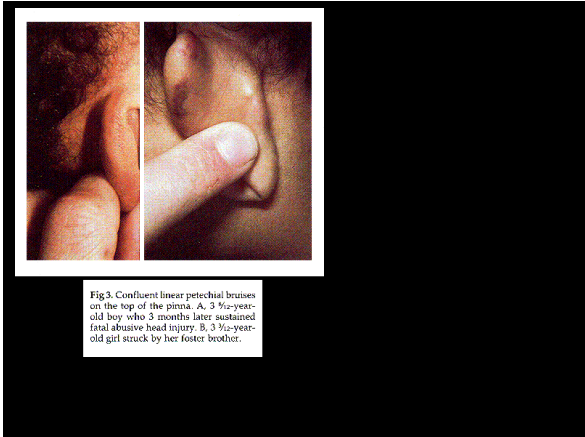 Fig 3. Confluent linear petechial bruises
on the top of the pinna. A, 3 9/12-year-
old boy who 3 months later sustained
fatal abusive head injury. B, 3 3/12-year-
old girl struck by her foster brother.